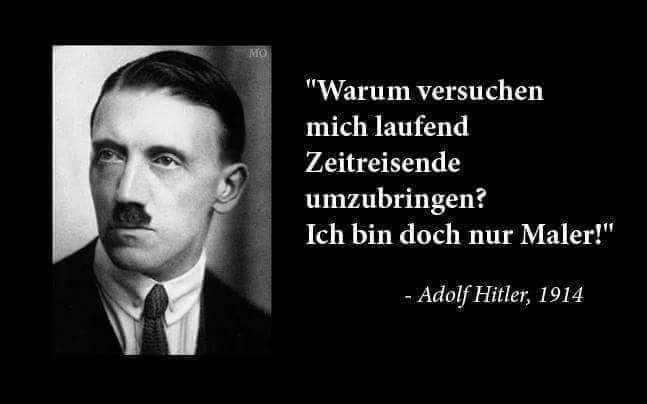 MO
"Warum versuchen
mich laufend
Zeitreisende
umzubringen?
Ich bin doch nur Maler!"
- Adolf Hitler, 1914